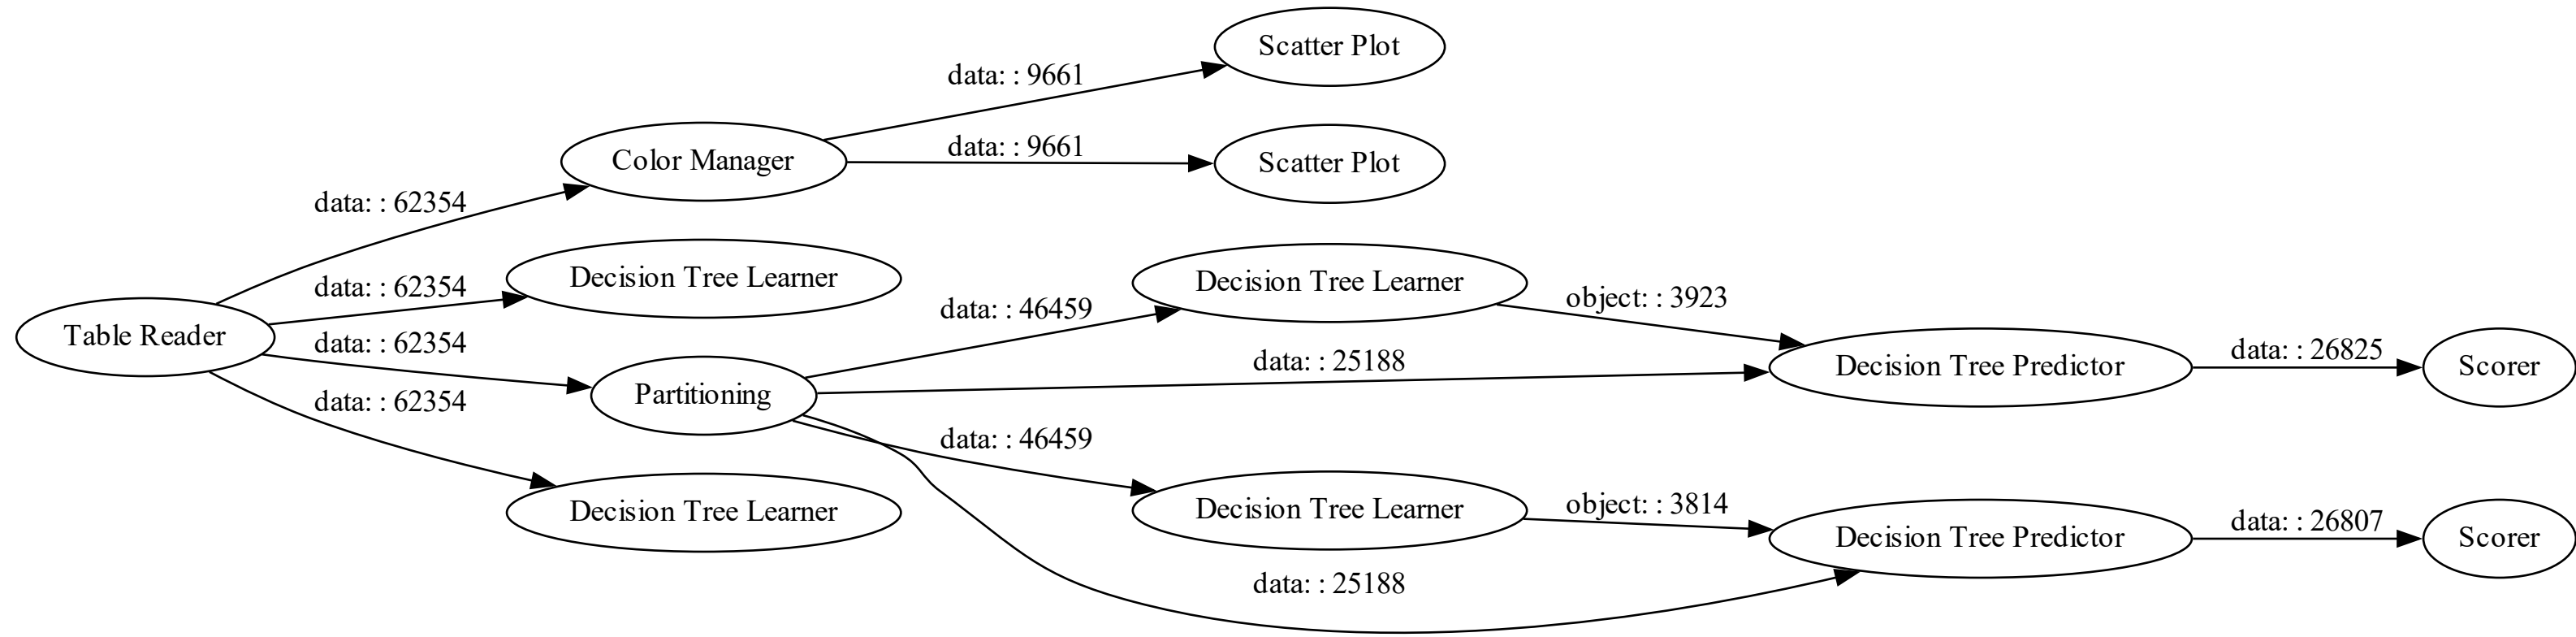 Scatter Plot
data: : 9661
Color Manager
data: : 9661
Scatter Plot
data: : 62354
Decision Tree Learner
data: : 62354
Decision Tree Learner
data: : 46459
object: : 3923
Table Reader
data: : 62354
Partitioning
data: : 25188
Decision Tree Predictor
data: : 26825
Scorer
data: : 62354
data: : 46459
Decision Tree Learner
Decision Tree Learner
object: : 3814
Decision Tree Predictor
data: : 26807
Scorer
data: : 25188